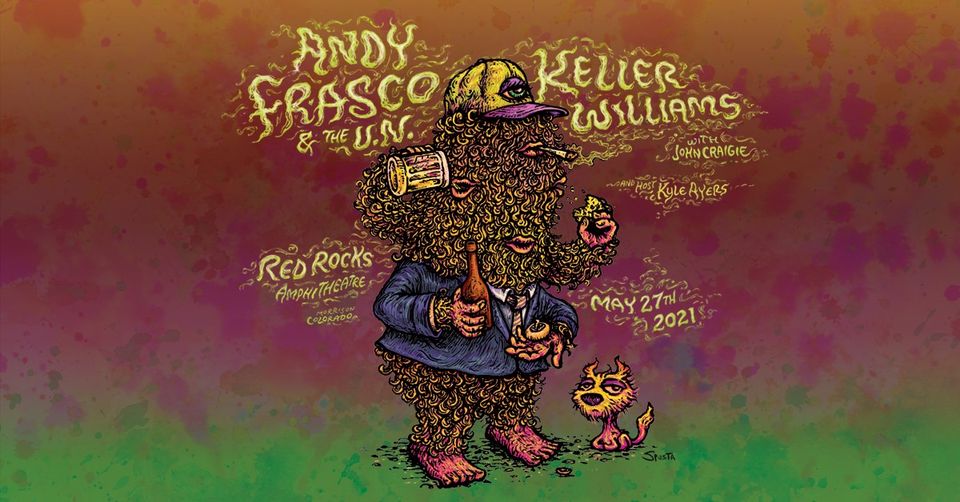 ANDY
FRASCO
& THE U.N.
KELLER
WILLIAMS
WITH
JOHN CRAIGIE
AND HOST KYLE AYERS
RED ROCKS
AMPHITHEATRE
MORRISON
COLORADO
MAY 27TH
2021
SPUSTA